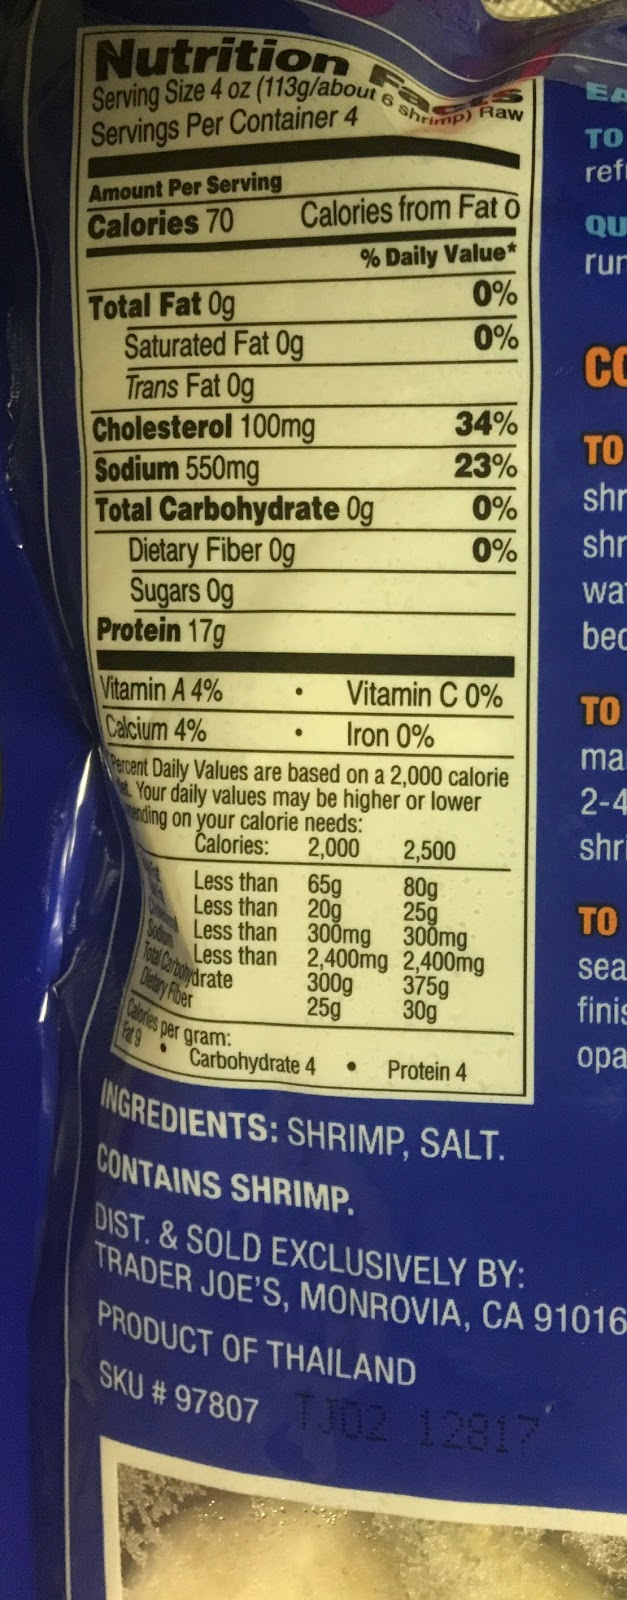 Nutrition Facts
Serving Size 4 oz (113g/about 6 shrimp) Raw
Servings Per Container 4
Amount Per Serving
Calories 70 Calories from Fat 0
% Daily Value*
Total Fat 0g 0%
Saturated Fat 0g 0%
Trans Fat 0g
Cholesterol 100mg 34%
Sodium 550mg 23%
Total Carbohydrate 0g 0%
Dietary Fiber 0g 0%
Sugars 0g
Protein 17g
Vitamin A 4% • Vitamin C 0%
Calcium 4% • Iron 0%
Percent Daily Values are based on a 2,000 calorie
Your daily values may be higher or lower
ending on your calorie needs:
Calories: 2,000 2,500
Less than 65g 80g
Less than 20g 25g
Less than 300mg 300mg
Sodium Less than 2,400mg 2,400mg
Total Carbohydrate 300g 375g
Dietary Fiber 25g 30g
Calories per gram:
Fat 9 • Carbohydrate 4 • Protein 4
INGREDIENTS: SHRIMP, SALT.
CONTAINS SHRIMP.
DIST. & SOLD EXCLUSIVELY BY:
TRADER JOE'S, MONROVIA, CA 91016
PRODUCT OF THAILAND
SKU # 97807 TJ02 12817
EA
TO
refi
QU
run
CO
TO
shr
shr
wat
bec
TO
mai
2-4
shri
TO
sea
finis
opa